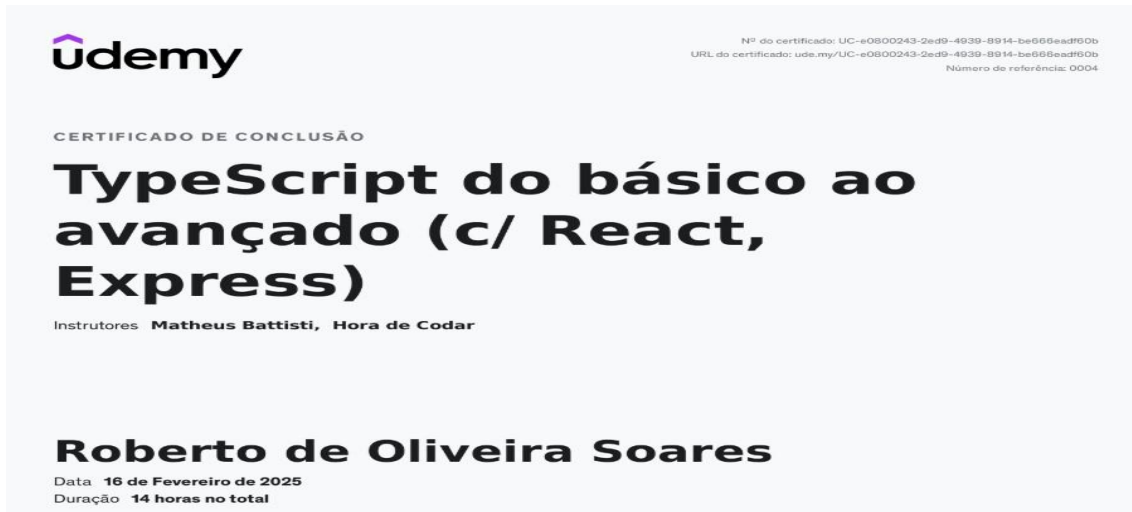 udemy
Nº do certificado: UC-e0800243-2ed9-4939-8914-be666eadf60b
URL do certificado: ude.my/UC-e0800243-2ed9-4939-8914-be666eadf60b
Número de referência: 0004
CERTIFICADO DE CONCLUSÃO
TypeScript do básico ao
avançado (c/ React,
Express)
Instrutores Matheus Battisti, Hora de Codar
Roberto de Oliveira Soares
Data 16 de Fevereiro de 2025
Duração 14 horas no total